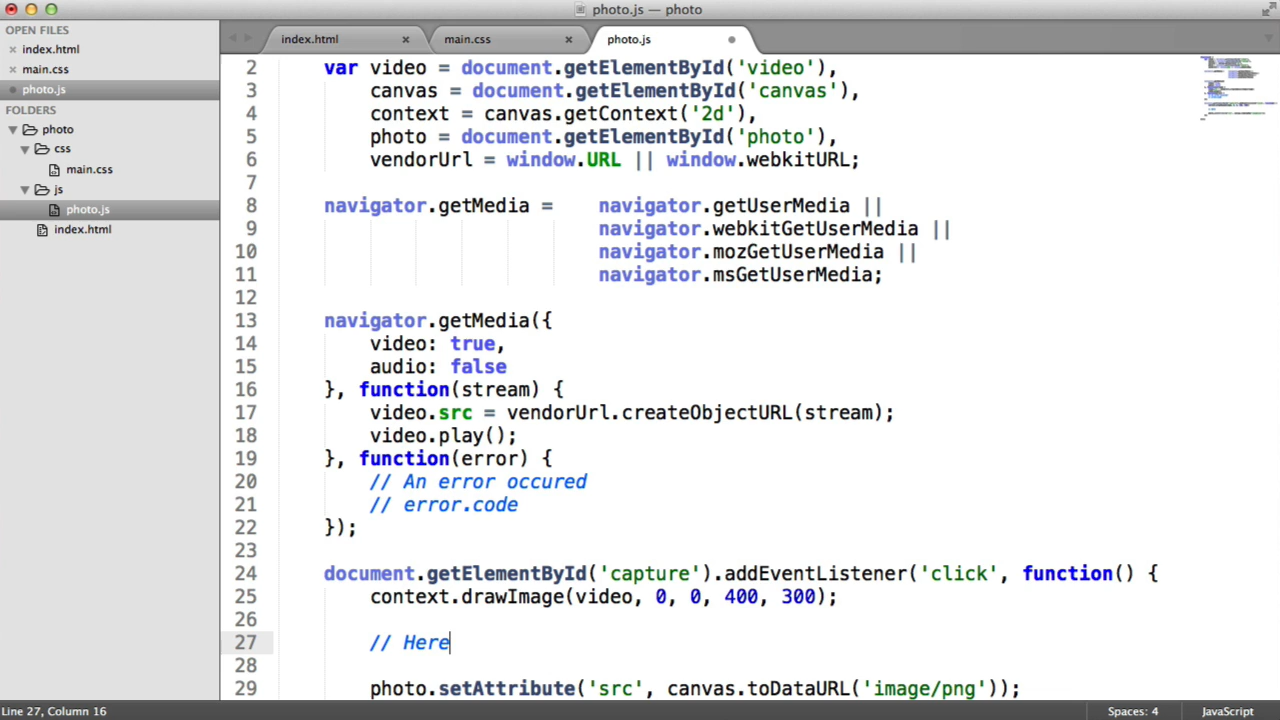 photo.js — photo
OPEN FILES
index.html
main.css
photo.js
FOLDERS
photo
css
main.css
js
photo.js
index.html
index.html
main.css
photo.js
2 var video = document.getElementById('video'),
3 canvas = document.getElementById('canvas'),
4 context = canvas.getContext('2d'),
5 photo = document.getElementById('photo'),
6 vendorUrl = window.URL || window.webkitURL;
7
8 navigator.getMedia = navigator.getUserMedia ||
9 navigator.webkitGetUserMedia ||
10 navigator.mozGetUserMedia ||
11 navigator.msGetUserMedia;
12
13 navigator.getMedia({
14 video: true,
15 audio: false
16 }, function(stream) {
17 video.src = vendorUrl.createObjectURL(stream);
18 video.play();
19 }, function(error) {
20 // An error occured
21 // error.code
22 });
23
24 document.getElementById('capture').addEventListener('click', function() {
25 context.drawImage(video, 0, 0, 400, 300);
26
27 // Here
28
29 photo.setAttribute('src', canvas.toDataURL('image/png'));
Line 27, Column 16
Spaces: 4
JavaScript